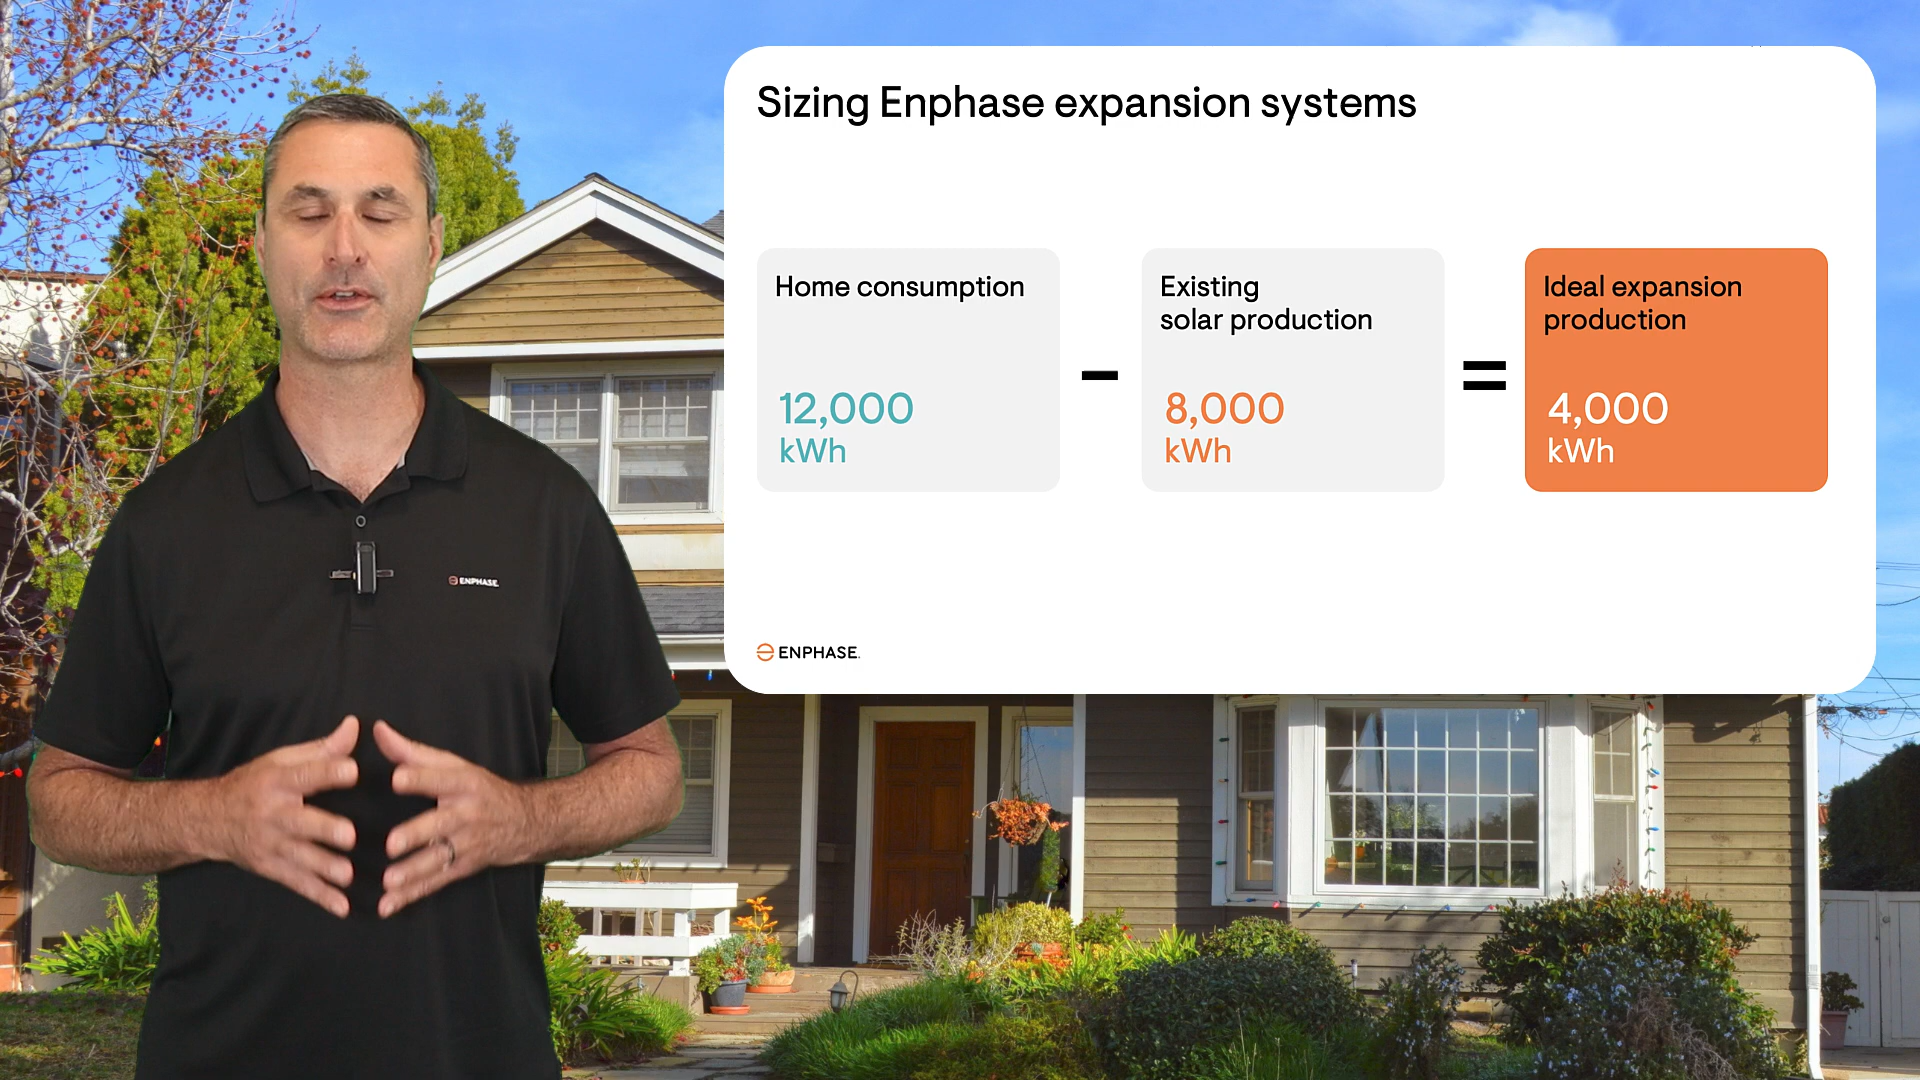 Sizing Enphase expansion systems
Home consumption
12,000
kWh
–
Existing
solar production
8,000
kWh
=
Ideal expansion
production
4,000
kWh
ENPHASE.
ENPHASE.